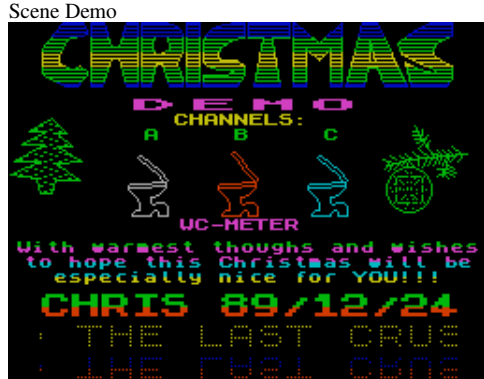 Scene Demo
CHRISTMAS
DEMO
CHANNELS:
A B C
WC-METER
With warmest thoughs and wishes
to hope this Christmas will be
especially nice for YOU!!!
CHRIS 89/12/24
: THE LAST CRUS